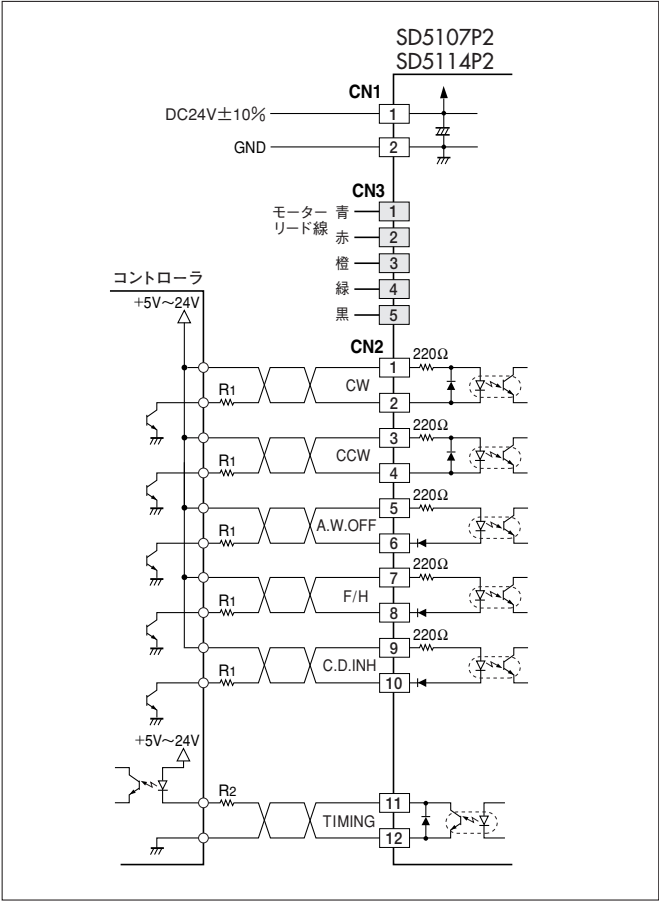 SD5107P2
SD5114P2
CN1
DC24V±10%
1
GND
2
CN3
モーター 青
リード線
1
赤
2
橙
3
緑
4
黒
5
コントローラ
+5V～24V
CN2
1
220Ω
R1
CW
2
3
220Ω
R1
CCW
4
5
220Ω
R1
A.W.OFF
6
7
220Ω
R1
F/H
8
9
220Ω
R1
C.D.INH
10
+5V～24V
R2
11
TIMING
12